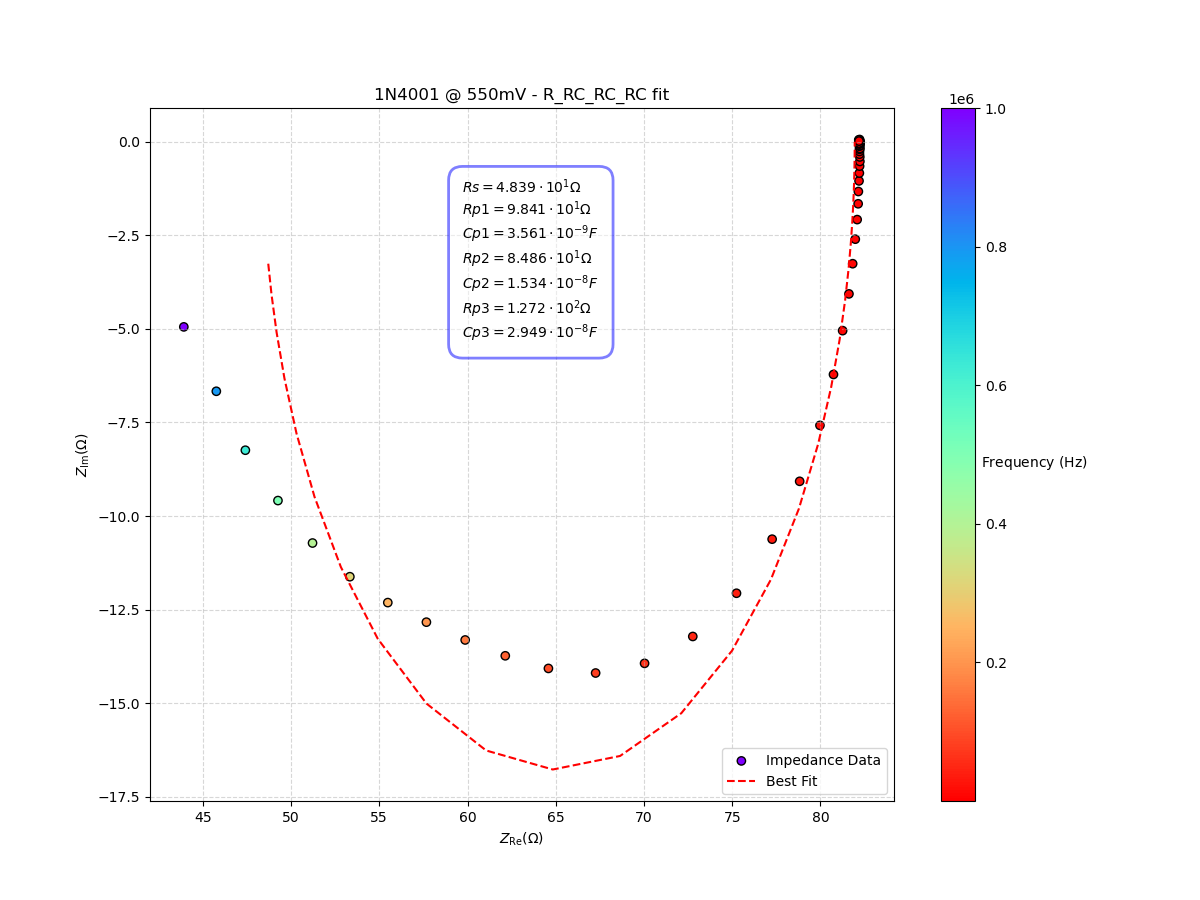 1N4001 @ 550mV - R_RC_RC_RC fit
1e6
0.0
−2.5
−5.0
−7.5
−10.0
−12.5
−15.0
−17.5
Z_Im(Ω)
Rs = 4.839 · 10¹Ω
Rp1 = 9.841 · 10¹Ω
Cp1 = 3.561 · 10⁻⁹F
Rp2 = 8.486 · 10¹Ω
Cp2 = 1.534 · 10⁻⁸F
Rp3 = 1.272 · 10²Ω
Cp3 = 2.949 · 10⁻⁸F
Impedance Data
Best Fit
45 50 55 60 65 70 75 80
Z_Re(Ω)
1.0
0.8
0.6
0.4
0.2
Frequency (Hz)